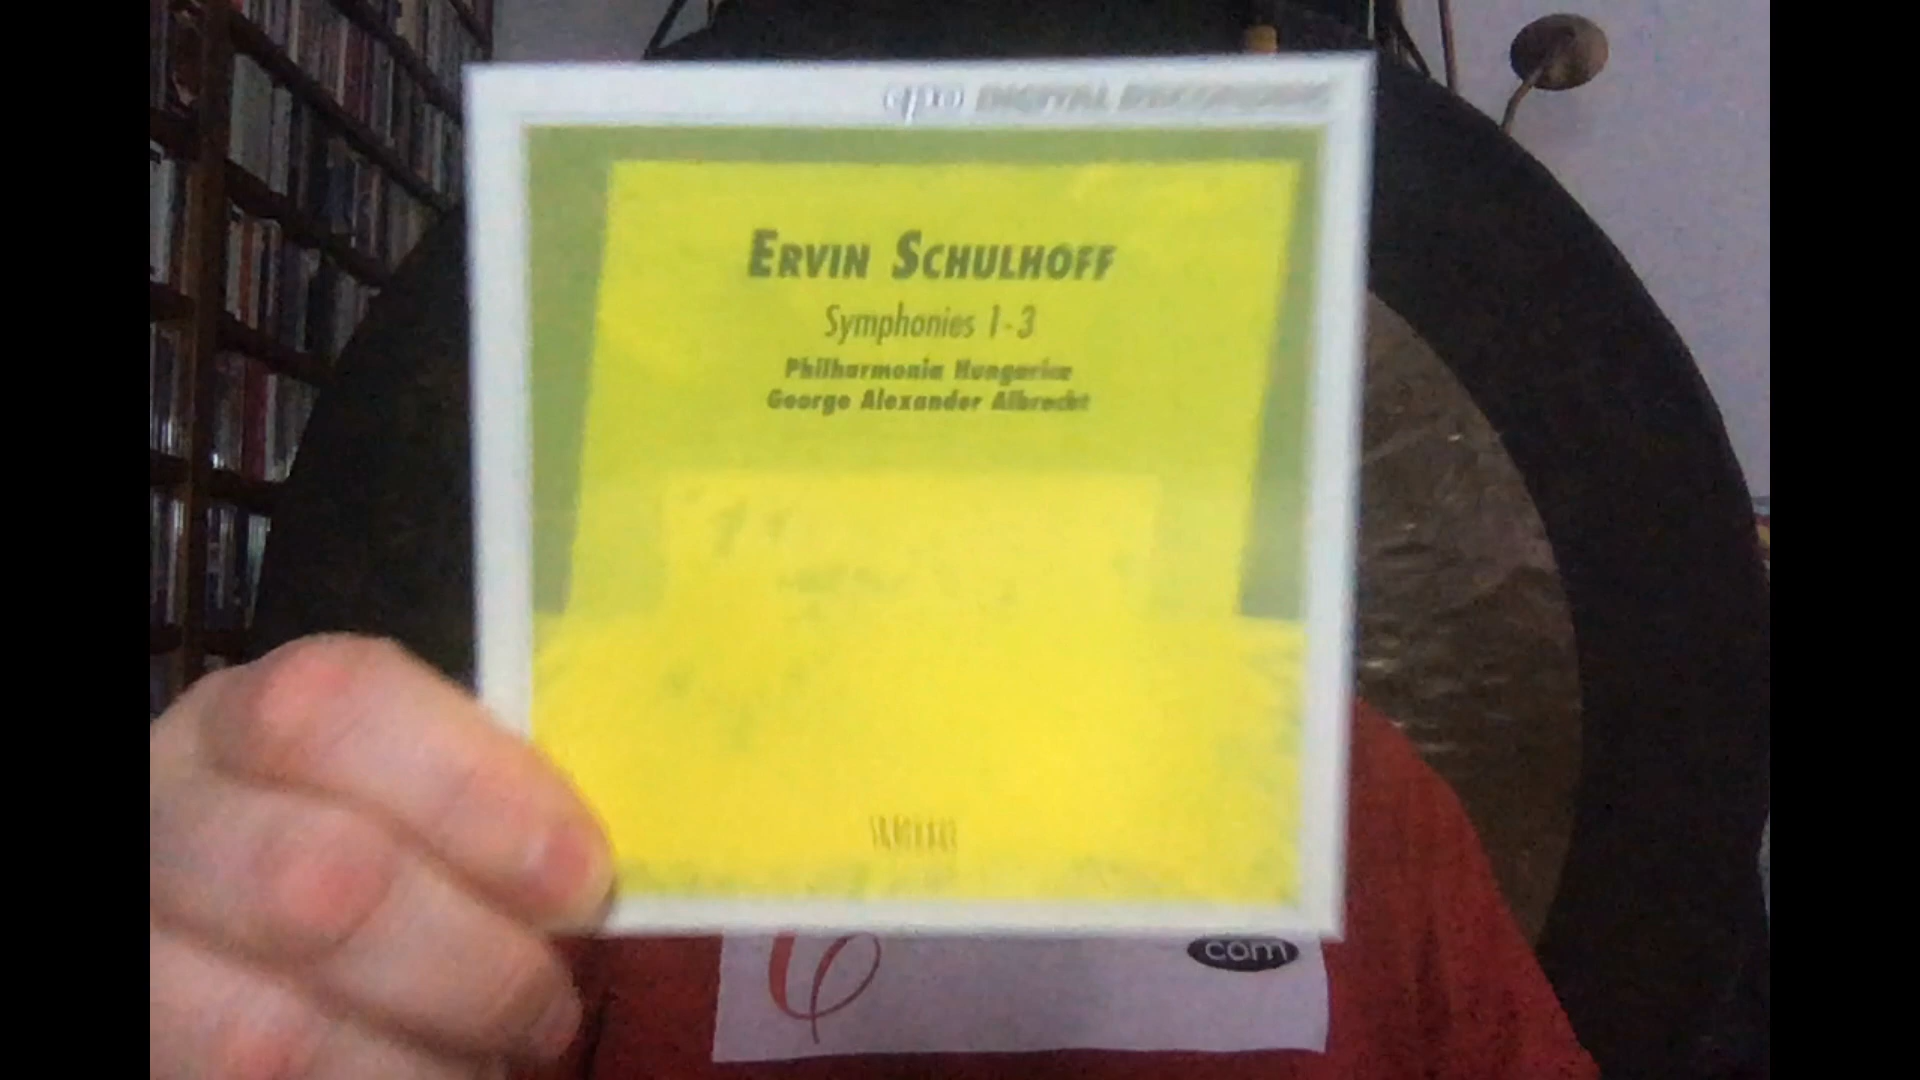 cpo DIGITAL RECORDING
ERVIN SCHULHOFF
Symphonies 1-3
Philharmonia Hungarica
George Alexander Albrecht
com